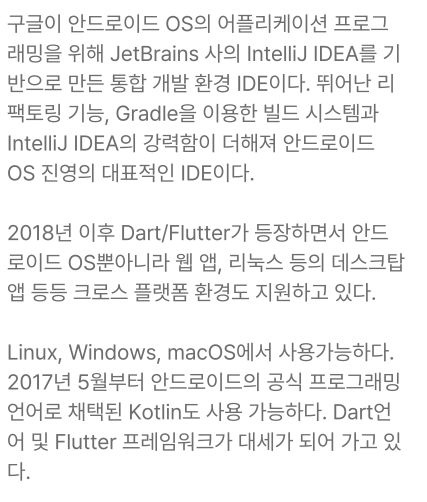 구글이 안드로이드 OS의 어플리케이션 프로그
래밍을 위해 JetBrains 사의 IntelliJ IDEA를 기
반으로 만든 통합 개발 환경 IDE이다. 뛰어난 리
팩토링 기능, Gradle을 이용한 빌드 시스템과
IntelliJ IDEA의 강력함이 더해져 안드로이드
OS 진영의 대표적인 IDE이다.
2018년 이후 Dart/Flutter가 등장하면서 안드
로이드 OS뿐아니라 웹 앱, 리눅스 등의 데스크탑
앱 등등 크로스 플랫폼 환경도 지원하고 있다.
Linux, Windows, macOS에서 사용가능하다.
2017년 5월부터 안드로이드의 공식 프로그래밍
언어로 채택된 Kotlin도 사용 가능하다. Dart언
어 및 Flutter 프레임워크가 대세가 되어 가고 있
다.